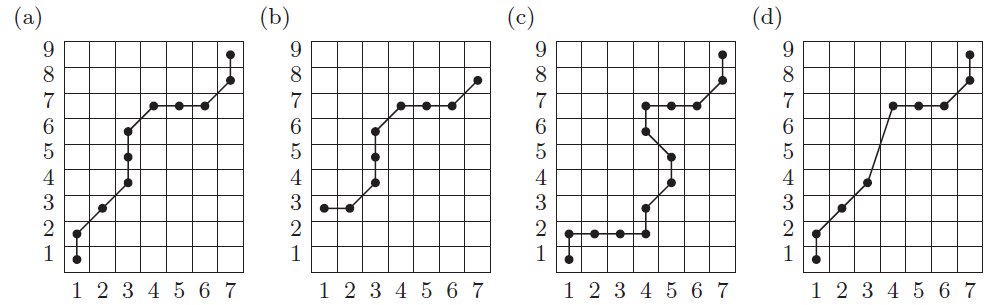 (a) (b) (c) (d)
9 9 9 9
8 8 8 8
7 7 7 7
6 6 6 6
5 5 5 5
4 4 4 4
3 3 3 3
2 2 2 2
1 1 1 1
1 2 3 4 5 6 7 1 2 3 4 5 6 7 1 2 3 4 5 6 7 1 2 3 4 5 6 7